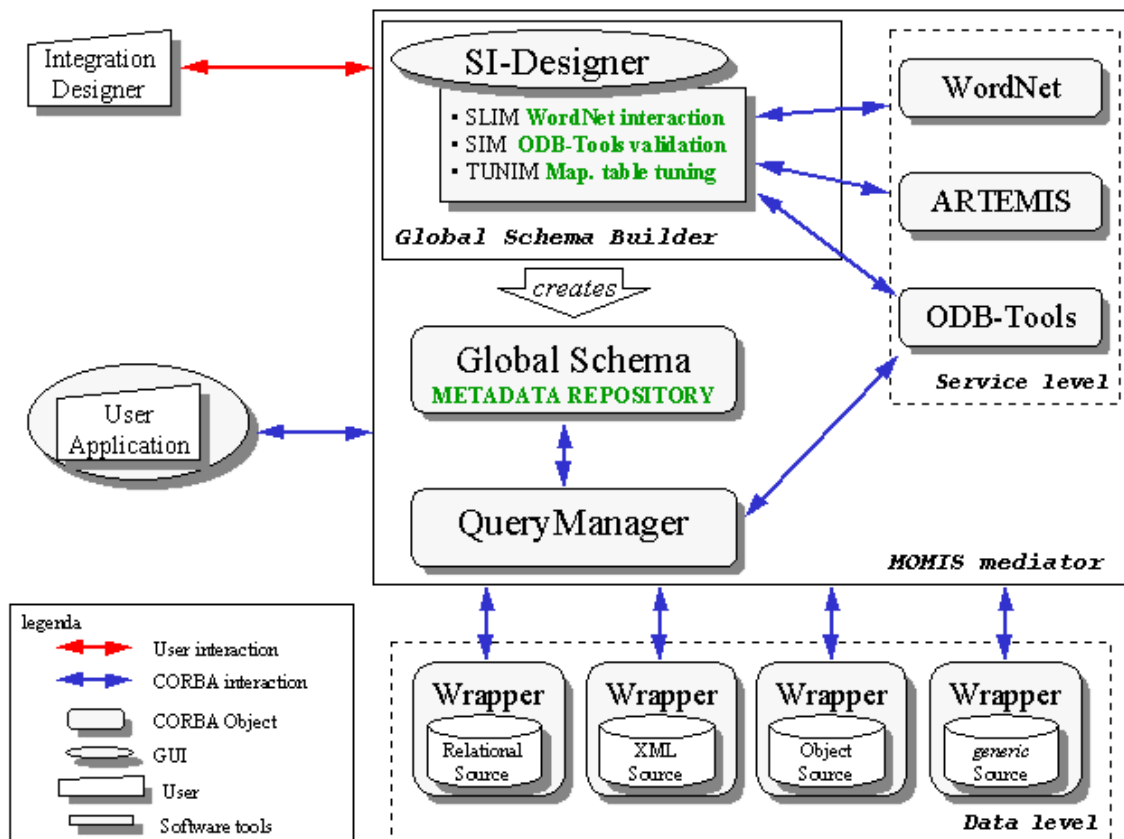 Integration
Designer
SI-Designer
▪ SLIM WordNet interaction
▪ SIM ODB-Tools validation
▪ TUNIM Map. table tuning
Global Schema Builder
WordNet
ARTEMIS
ODB-Tools
Service level
creates
Global Schema
METADATA REPOSITORY
User
Application
QueryManager
MOMIS mediator
legenda
User interaction
CORBA interaction
CORBA Object
GUI
User
Software tools
Wrapper
Relational
Source
Wrapper
XML
Source
Wrapper
Object
Source
Wrapper
generic
Source
Data level